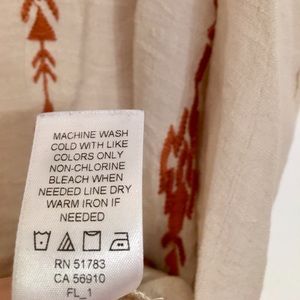 MACHINE WASH
COLD WITH LIKE
COLORS ONLY
NON-CHLORINE
BLEACH WHEN
NEEDED LINE DRY
WARM IRON IF
NEEDED
RN 51783
CA 56910
FL_1